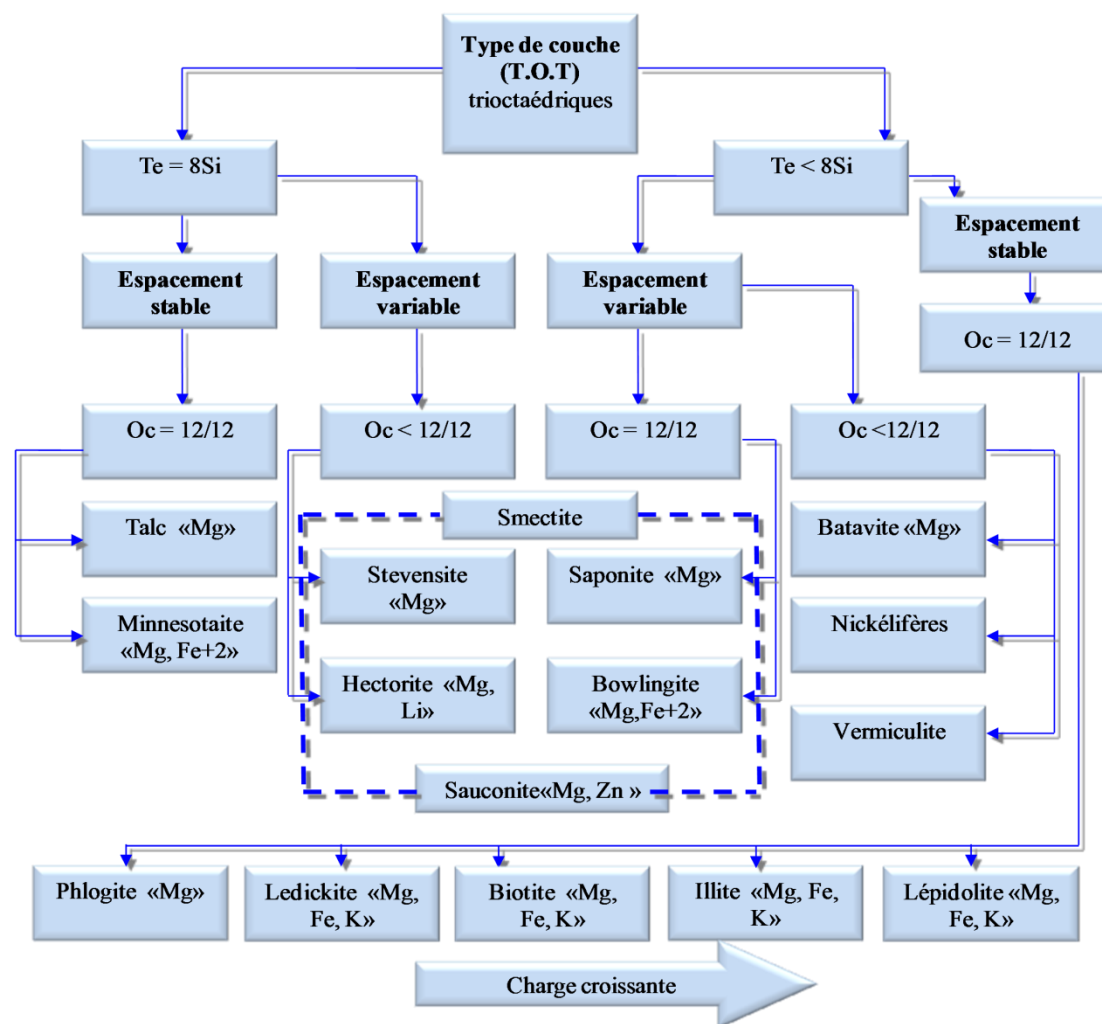 Type de couche
(T.O.T)
trioctaédriques
Te = 8Si
Te < 8Si
Espacement
stable
Espacement
variable
Espacement
variable
Espacement
stable
Oc = 12/12
Oc = 12/12
Oc < 12/12
Oc = 12/12
Oc <12/12
Smectite
Talc «Mg»
Stevensite
«Mg»
Saponite «Mg»
Batavite «Mg»
Minnesotaite
«Mg, Fe+2»
Hectorite «Mg,
Li»
Bowlingite
«Mg,Fe+2»
Nickélifères
Vermiculite
Sauconite«Mg, Zn »
Phlogite «Mg»
Ledickite «Mg,
Fe, K»
Biotite «Mg,
Fe, K»
Illite «Mg, Fe,
K»
Lépidolite «Mg,
Fe, K»
Charge croissante